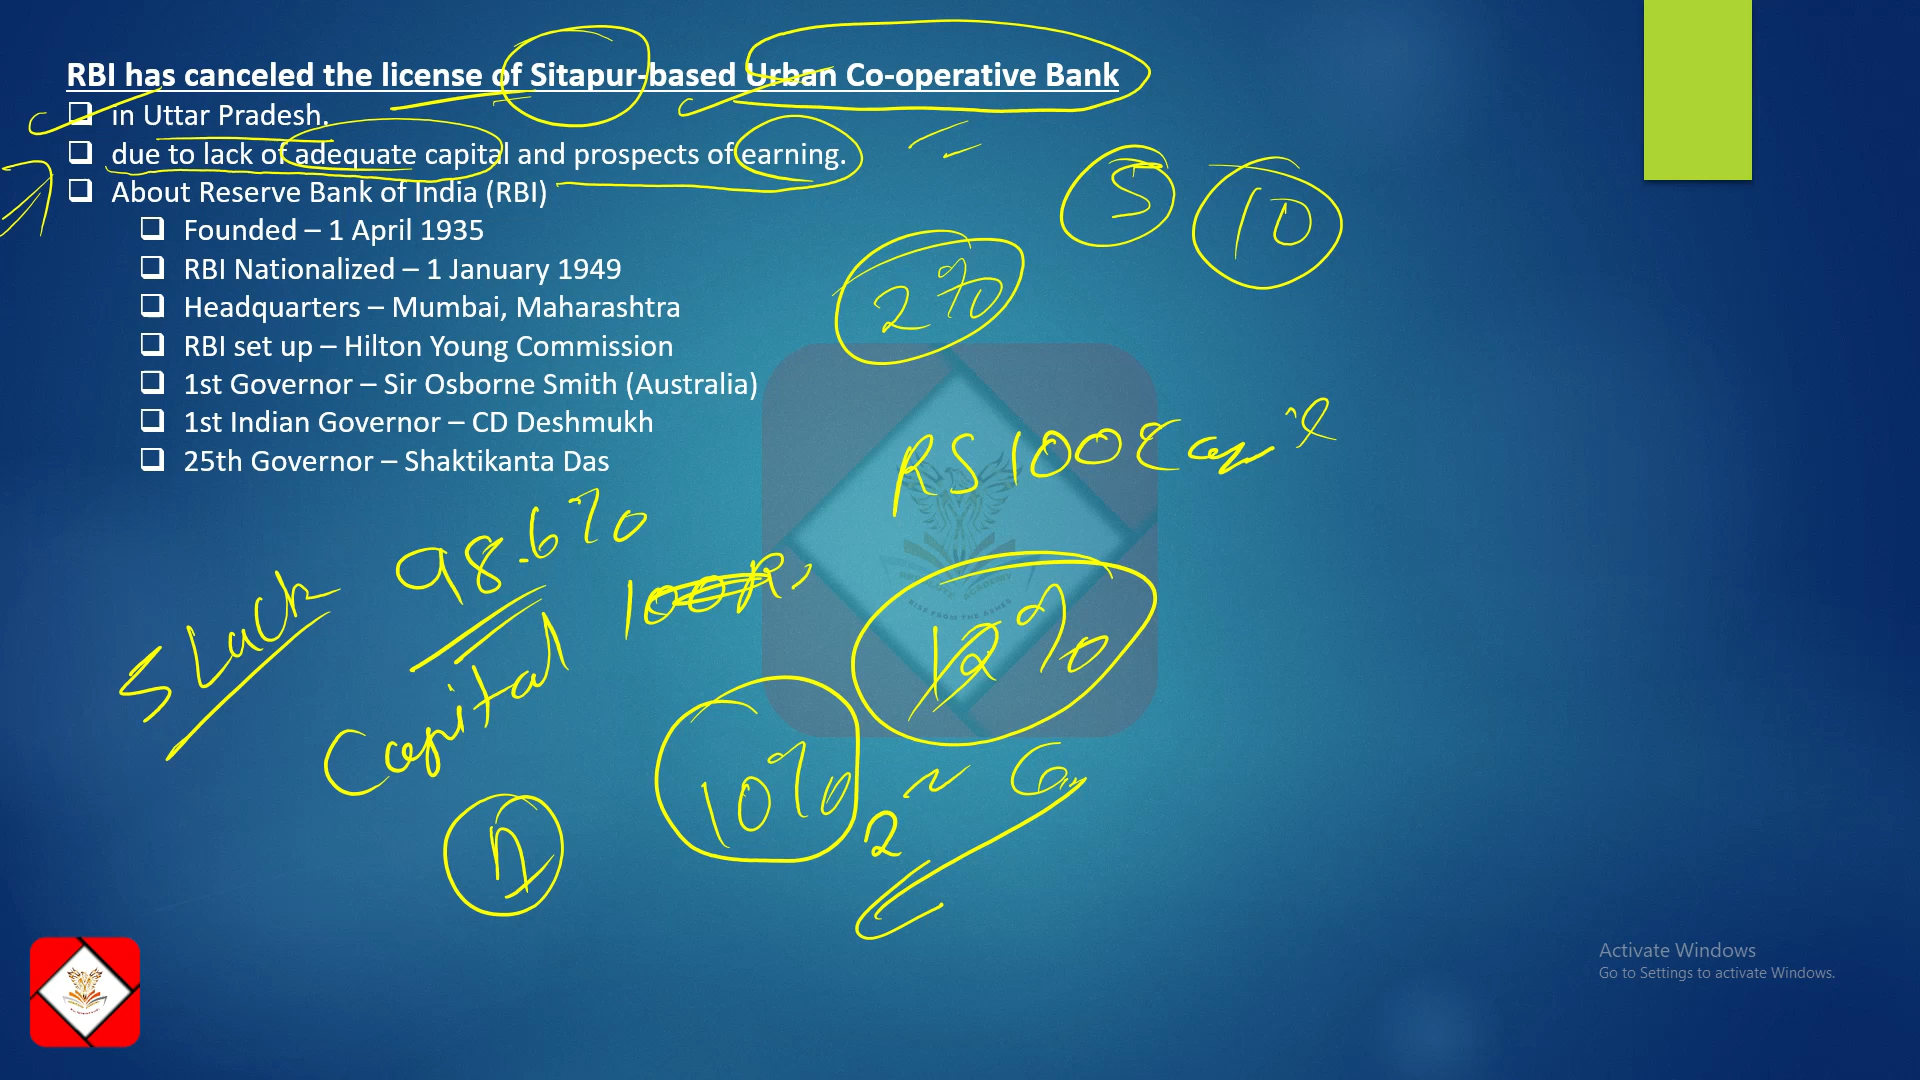 RBI has canceled the license of Sitapur-based Urban Co-operative Bank
in Uttar Pradesh.
due to lack of adequate capital and prospects of earning.
About Reserve Bank of India (RBI)
Founded – 1 April 1935
RBI Nationalized – 1 January 1949
Headquarters – Mumbai, Maharashtra
RBI set up – Hilton Young Commission
1st Governor – Sir Osborne Smith (Australia)
1st Indian Governor – CD Deshmukh
25th Governor – Shaktikanta Das
5 10
2%
RS 100
98.6%
5 Lach
Capital
12%
10%
2
Activate Windows
Go to Settings to activate Windows.